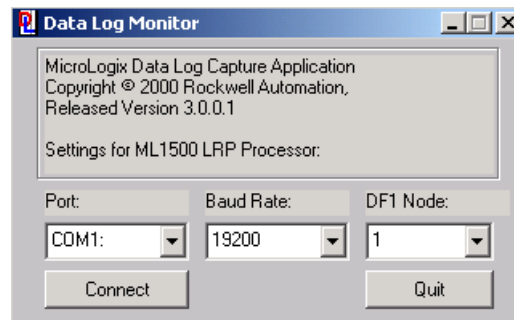 Data Log Monitor
MicroLogix Data Log Capture Application
Copyright © 2000 Rockwell Automation,
Released Version 3.0.0.1
Settings for ML1500 LRP Processor:
Port: Baud Rate: DF1 Node:
COM1: 19200 1
Connect Quit